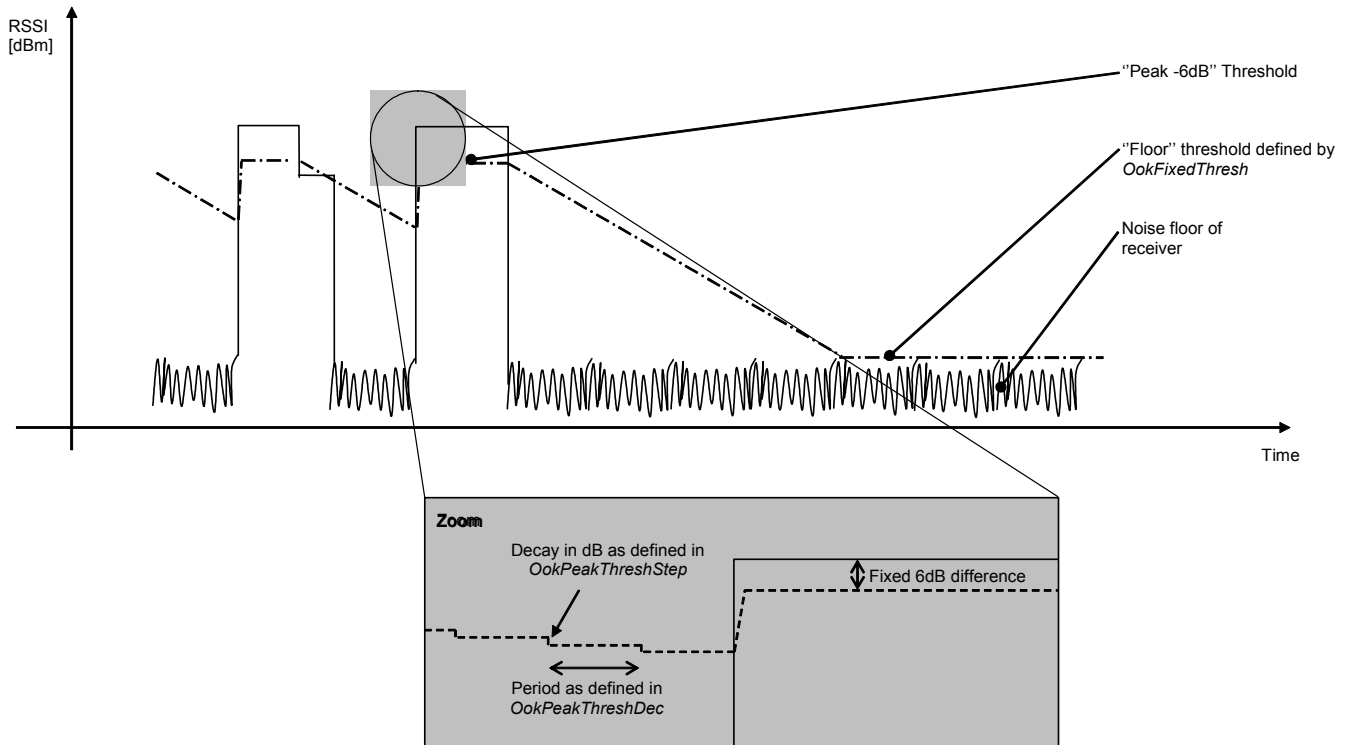 RSSI
[dBm]
‘’Peak -6dB’’ Threshold
‘’Floor’’ threshold defined by
OokFixedThresh
Noise floor of
receiver
Time
Zoom
Decay in dB as defined in
OokPeakThreshStep
Fixed 6dB difference
Period as defined in
OokPeakThreshDec